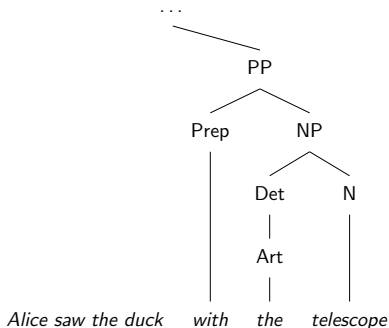 ...
PP
Prep NP
Det N
Art
Alice saw the duck with the telescope